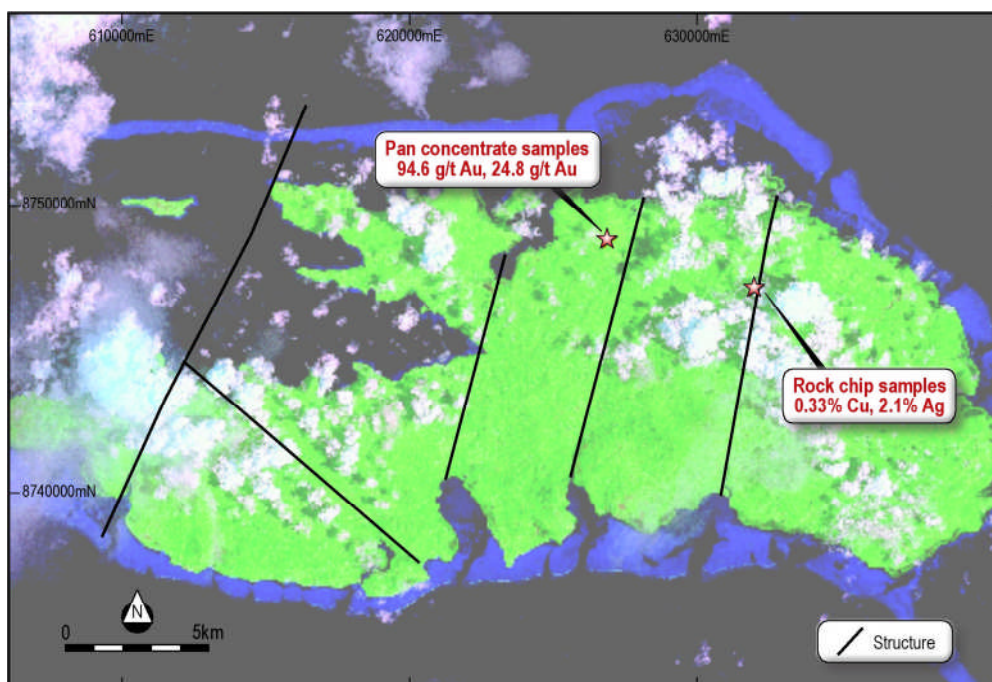 610000mE
620000mE
630000mE
Pan concentrate samples
94.6 g/t Au, 24.8 g/t Au
8750000mN
Rock chip samples
0.33% Cu, 2.1% Ag
8740000mN
N
0
5km
Structure